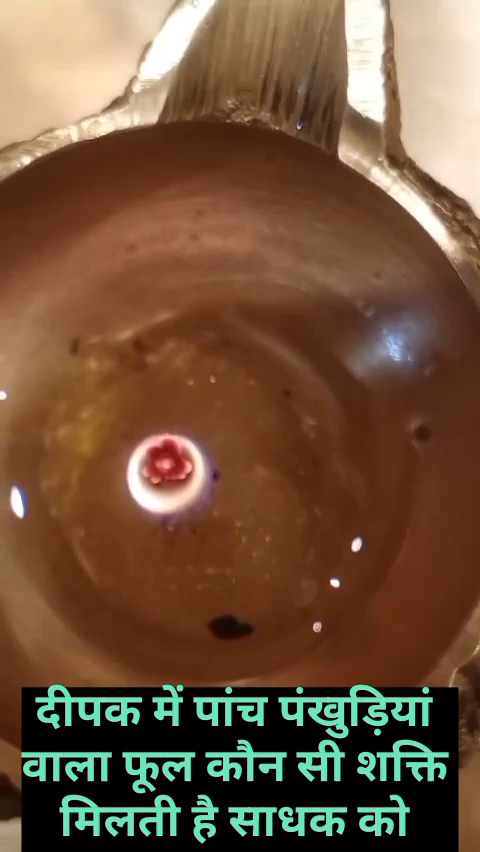 दीपक में पांच पंखुड़ियां
वाला फूल कौन सी शक्ति
मिलती है साधक को